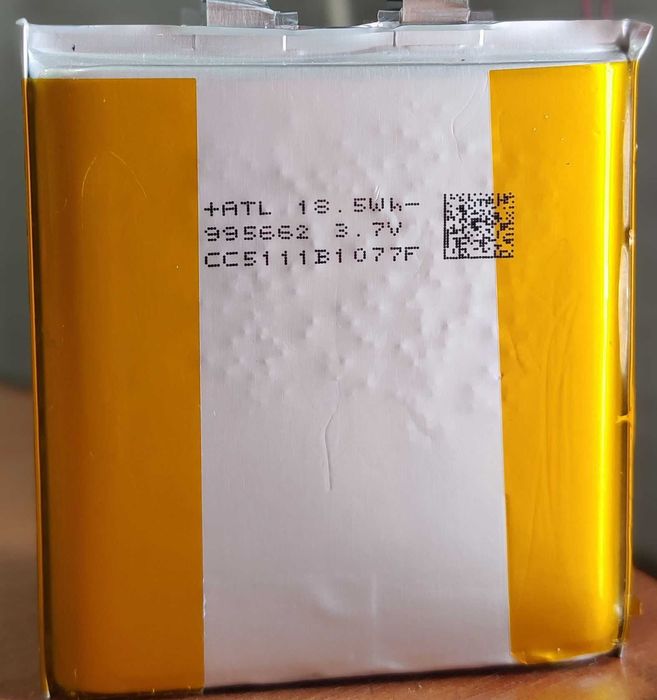 +ATL 18.5Wh-
995662 3.7V
CC5111B1077F